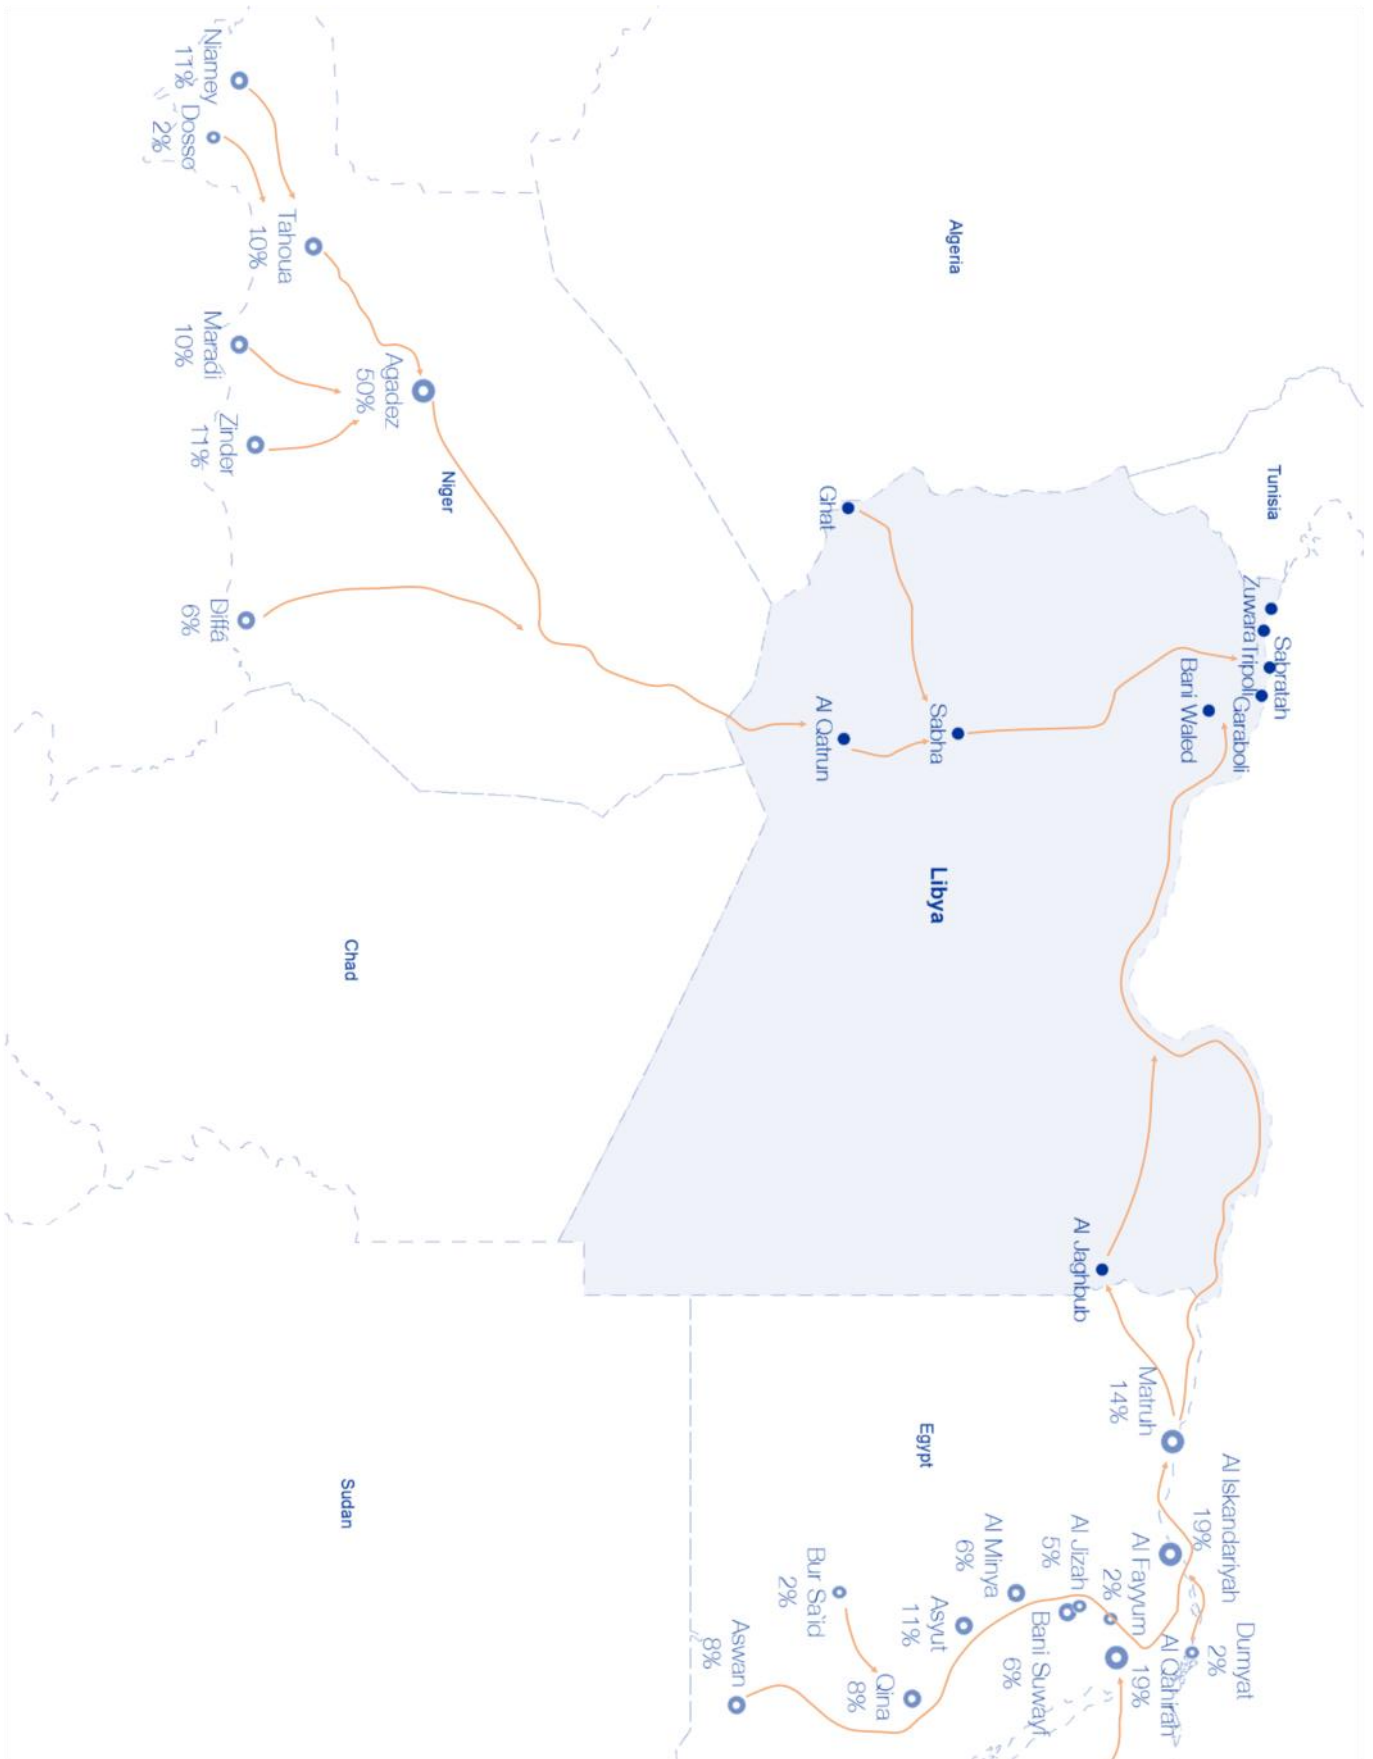 Tunisia
Zuwara
Sabratah
Tripoli
Garaboli
Bani Waled
Algeria
Ghat
Sabha
Al Qatrun
Libya
Al Jaghbub
Matruh
14%
Al Iskandariyah
19%
Dumyat
2%
Al Qahirah
19%
Al Fayyum
2%
Al Jizah
5%
Bani Suwayf
6%
Al Minya
6%
Asyut
11%
Egypt
Qina
8%
Bur Sa'id
2%
Aswan
8%
Niger
Agadez
50%
Tahoua
10%
Niamey
11%
Dosso
2%
Maradi
10%
Zinder
11%
Diffa
6%
Chad
Sudan